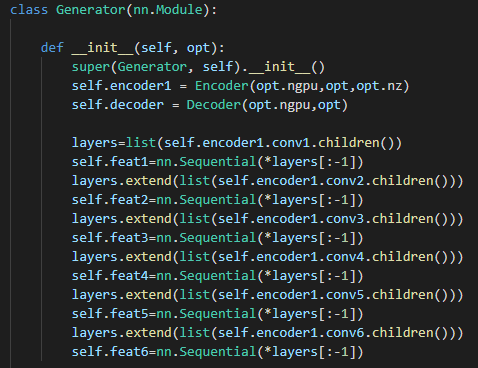 class Generator(nn.Module):
def __init__(self, opt):
super(Generator, self).__init__()
self.encoder1 = Encoder(opt.ngpu,opt,opt.nz)
self.decoder = Decoder(opt.ngpu,opt)
layers=list(self.encoder1.conv1.children())
self.feat1=nn.Sequential(*layers[:-1])
layers.extend(list(self.encoder1.conv2.children()))
self.feat2=nn.Sequential(*layers[:-1])
layers.extend(list(self.encoder1.conv3.children()))
self.feat3=nn.Sequential(*layers[:-1])
layers.extend(list(self.encoder1.conv4.children()))
self.feat4=nn.Sequential(*layers[:-1])
layers.extend(list(self.encoder1.conv5.children()))
self.feat5=nn.Sequential(*layers[:-1])
layers.extend(list(self.encoder1.conv6.children()))
self.feat6=nn.Sequential(*layers[:-1])